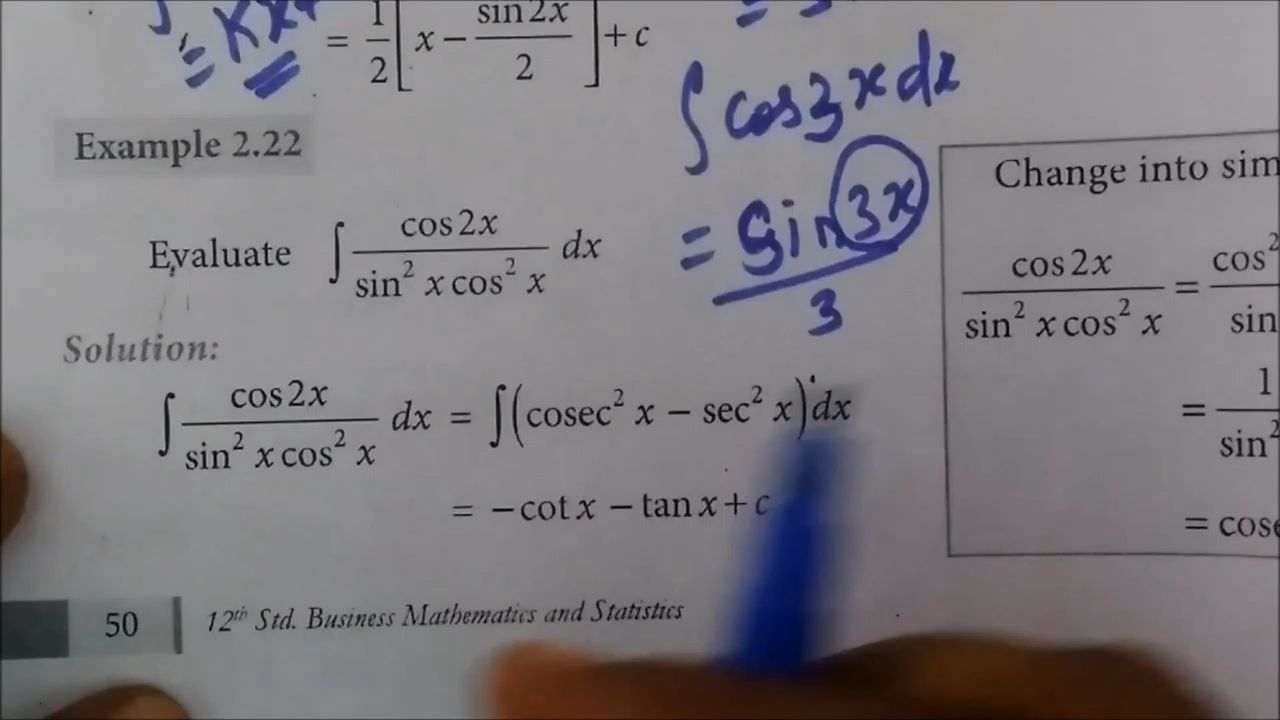 = 1/2 [ x − sin 2x / 2 ] + c
∫ cos 3x dx
= sin 3x / 3
Example 2.22
Evaluate ∫ cos 2x / sin² x cos² x dx
Solution:
∫ cos 2x / sin² x cos² x dx = ∫ (cosec² x − sec² x) dx
= −cot x − tan x + c
Change into sim
cos 2x / sin² x cos² x = cos² / sin
= 1 / sin²
= cose
50 12th Std. Business Mathematics and Statistics